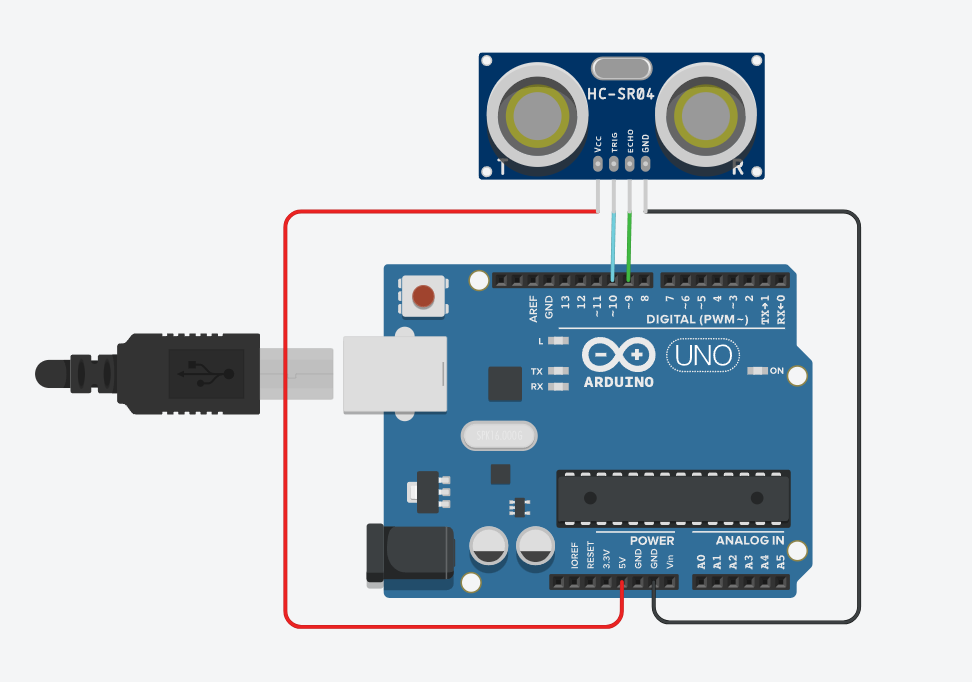 HC-SR04
Vcc
TRIG
ECHO
GND
T
R
AREF
GND
13
12
~11
~10
~9
8
7
~6
~5
~4
~3
2
TX→1
RX←0
DIGITAL (PWM~)
L
TX
RX
ARDUINO
UNO
ON
POWER
ANALOG IN
IOREF
RESET
3.3V
5V
GND
GND
Vin
A0
A1
A2
A3
A4
A5